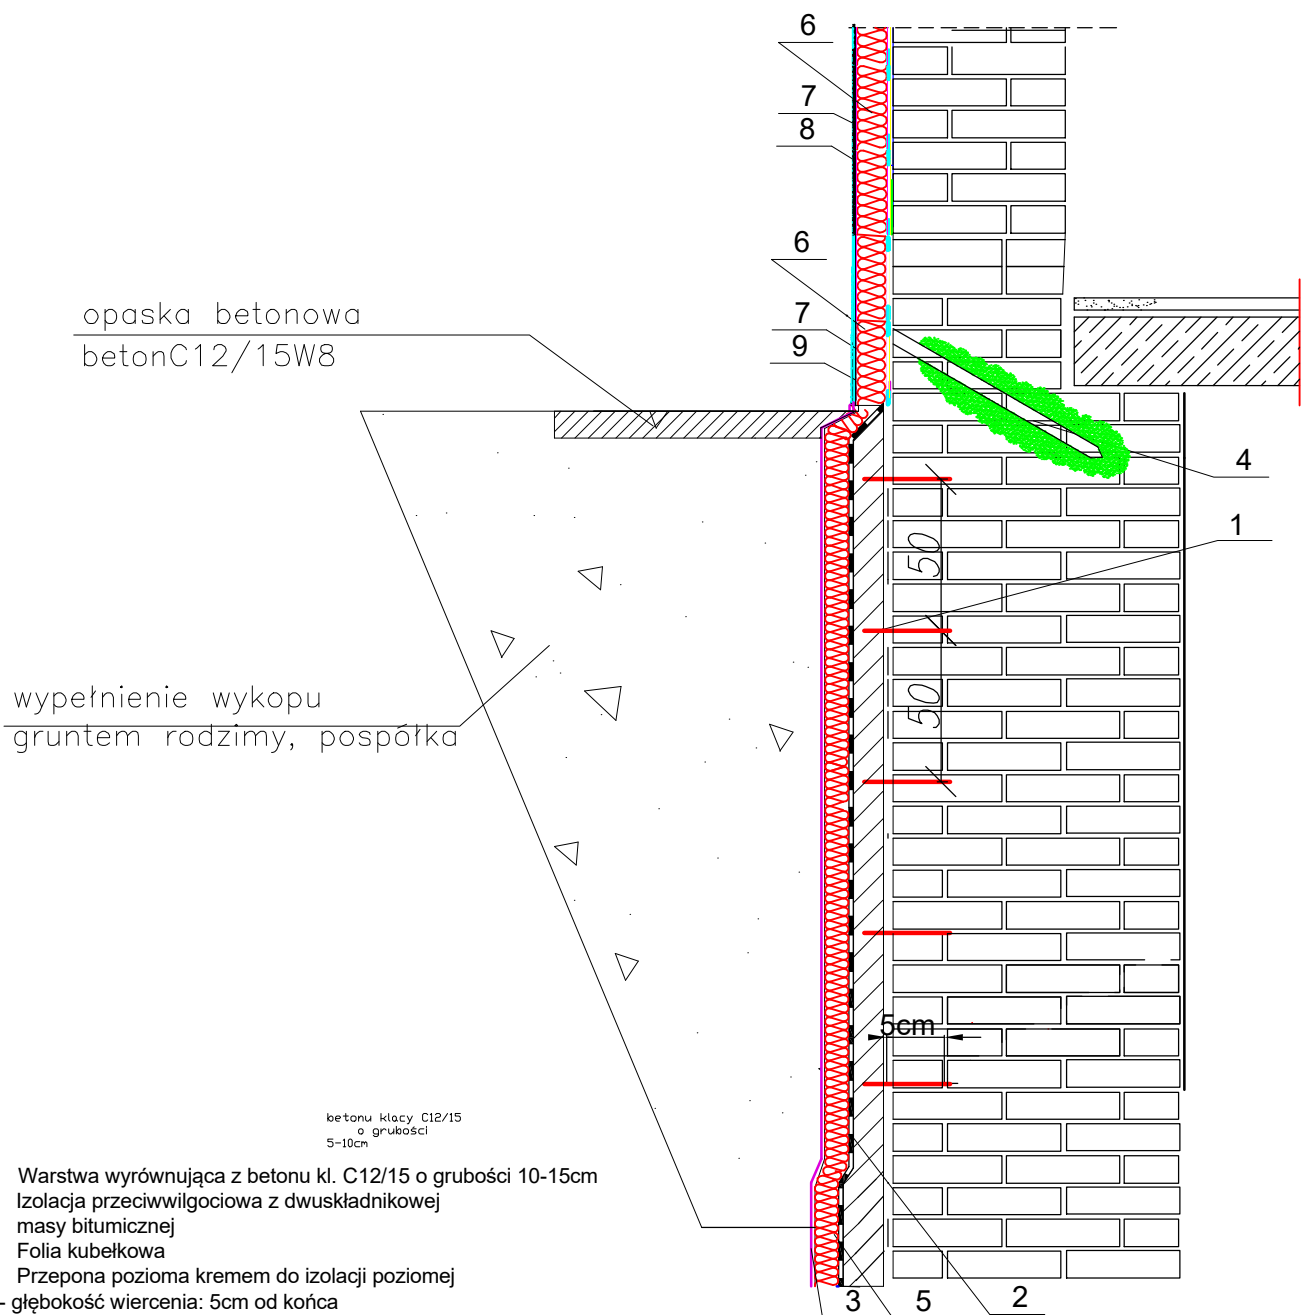 6
7
8
6
7
9
opaska betonowa
betonC12/15W8
4
1
50
50
wypełnienie wykopu
gruntem rodzimy, pospółka
5cm
betonu klacy C12/15
o grubości
5-10cm
Warstwa wyrównująca z betonu kl. C12/15 o grubości 10-15cm
Izolacja przeciwwilgociowa z dwuskładnikowej
masy bitumicznej
Folia kubełkowa
Przepona pozioma kremem do izolacji poziomej
- głębokość wiercenia: 5cm od końca
3 5 2